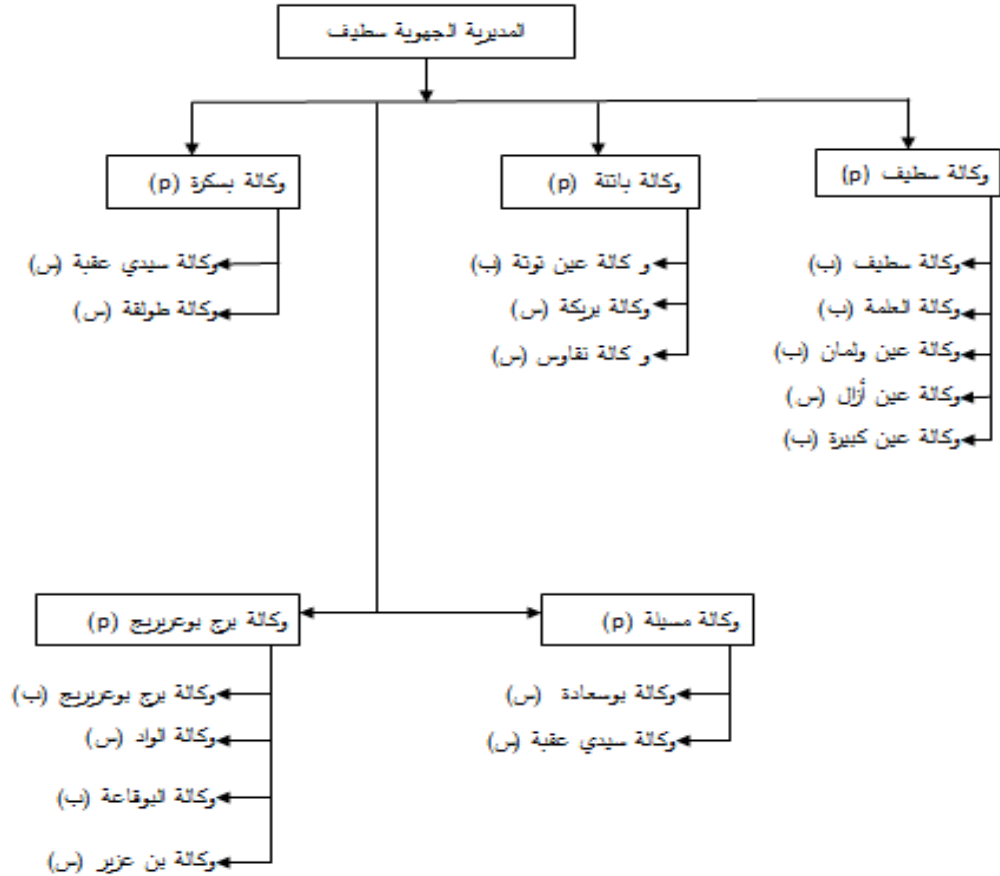 المديرية الجهوية سطيف
وكالة سطيف (p)
وكالة سطيف (ب)
وكالة العلمة (ب)
وكالة عين ولمان (ب)
وكالة عين أزال (س)
وكالة عين كبيرة (ب)
وكالة باتنة (p)
و كالة عين توتة (ب)
وكالة بريكة (س)
و كالة نقاوس (س)
وكالة بسكرة (p)
وكالة سيدي عقبة (س)
وكالة طولقة (س)
وكالة مسيلة (p)
وكالة بوسعادة (س)
وكالة سيدي عقبة (س)
وكالة برج بوعريريج (p)
وكالة برج بوعريريج (ب)
وكالة الواد (س)
وكالة البوقاعة (ب)
وكالة بن عزير (س)